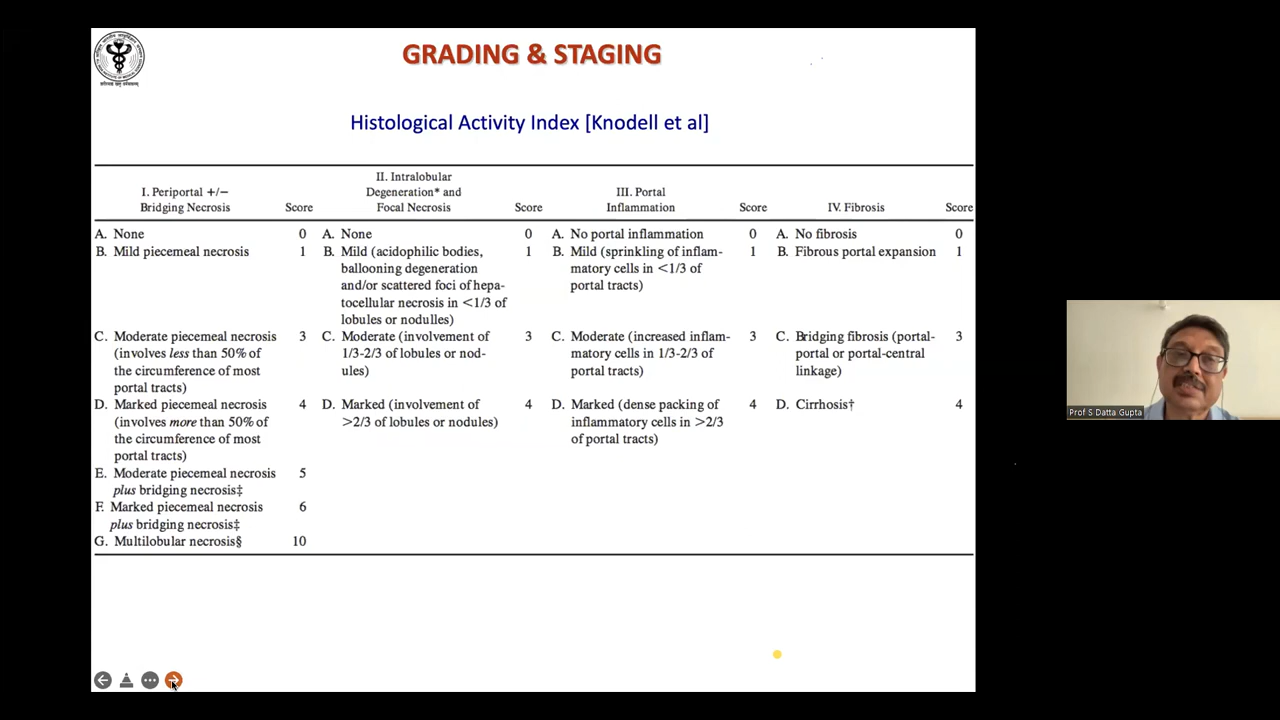 GRADING & STAGING
Histological Activity Index [Knodell et al]
I. Periportal +/−
Bridging Necrosis
Score
II. Intralobular
Degeneration* and
Focal Necrosis
Score
III. Portal
Inflammation
Score
IV. Fibrosis
Score
A. None
0
B. Mild piecemeal necrosis
1
C. Moderate piecemeal necrosis
3
(involves less than 50% of
the circumference of most
portal tracts)
D. Marked piecemeal necrosis
4
(involves more than 50% of
the circumference of most
portal tracts)
E. Moderate piecemeal necrosis
5
plus bridging necrosis‡
F. Marked piecemeal necrosis
6
plus bridging necrosis‡
G. Multilobular necrosis§
10
A. None
0
B. Mild (acidophilic bodies,
1
ballooning degeneration
and/or scattered foci of hepa-
tocellular necrosis in <1/3 of
lobules or nodulles)
C. Moderate (involvement of
3
1/3-2/3 of lobules or nod-
ules)
D. Marked (involvement of
4
>2/3 of lobules or nodules)
A. No portal inflammation
0
B. Mild (sprinkling of inflam-
1
matory cells in <1/3 of
portal tracts)
C. Moderate (increased inflam-
3
matory cells in 1/3-2/3 of
portal tracts)
D. Marked (dense packing of
4
inflammatory cells in >2/3
of portal tracts)
A. No fibrosis
0
B. Fibrous portal expansion
1
C. Bridging fibrosis (portal-
3
portal or portal-central
linkage)
D. Cirrhosis†
4
Prof S Datta Gupta